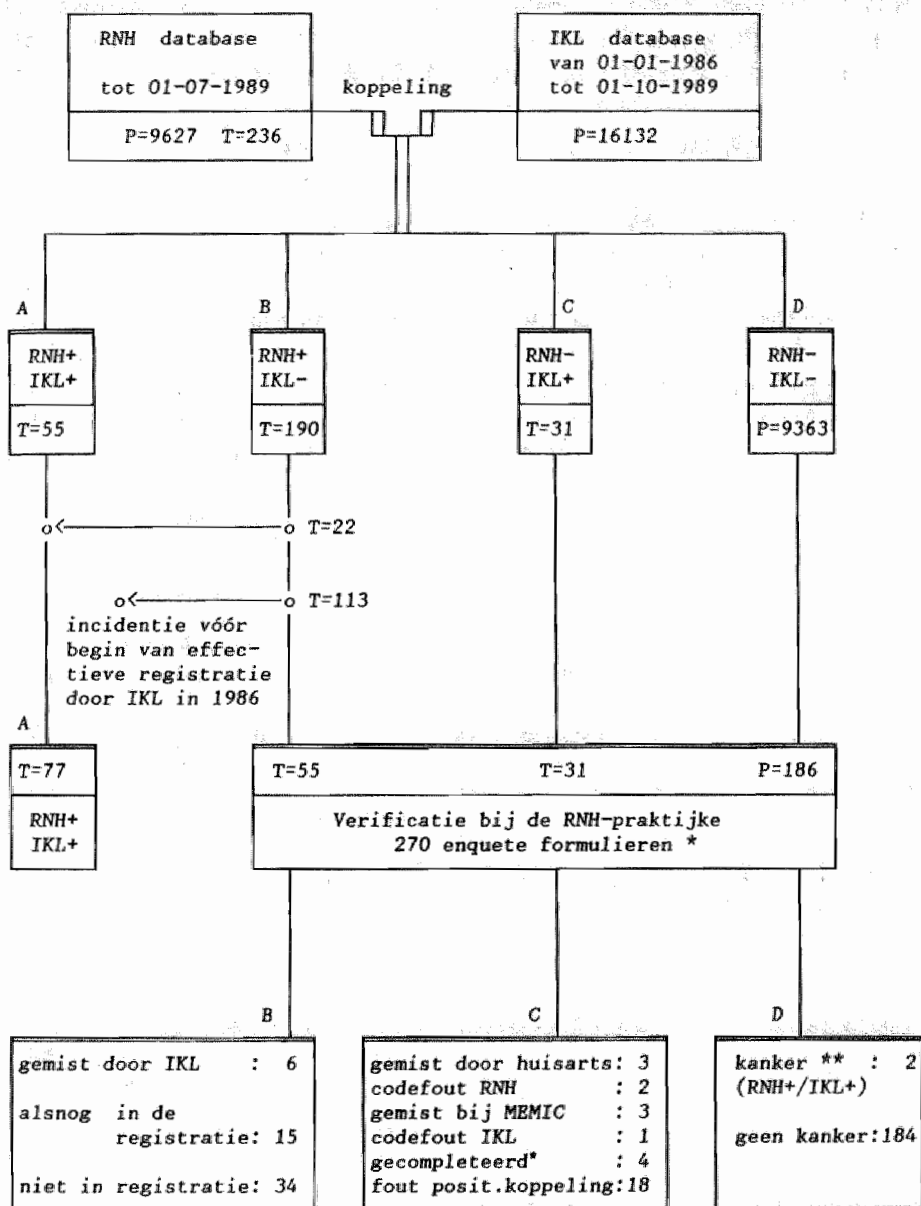 RNH database
tot 01-07-1989
P=9627 T=236
koppeling
IKL database
van 01-01-1986
tot 01-10-1989
P=16132
A
RNH+
IKL+
T=55
B
RNH+
IKL-
T=190
C
RNH-
IKL+
T=31
D
RNH-
IKL-
P=9363
o<
o T=22
o<
o T=113
incidentie vóór
begin van effec-
tieve registratie
door IKL in 1986
A
T=77
RNH+
IKL+
T=55 T=31 P=186
Verificatie bij de RNH-praktijke
270 enquete formulieren *
B
gemist door IKL : 6
alsnog in de
registratie: 15
niet in registratie: 34
C
gemist door huisarts: 3
codefout RNH : 2
gemist bij MEMIC : 3
codefout IKL : 1
gecompleteerd* : 4
fout posit.koppeling:18
D
kanker ** : 2
(RNH+/IKL+)
geen kanker:184